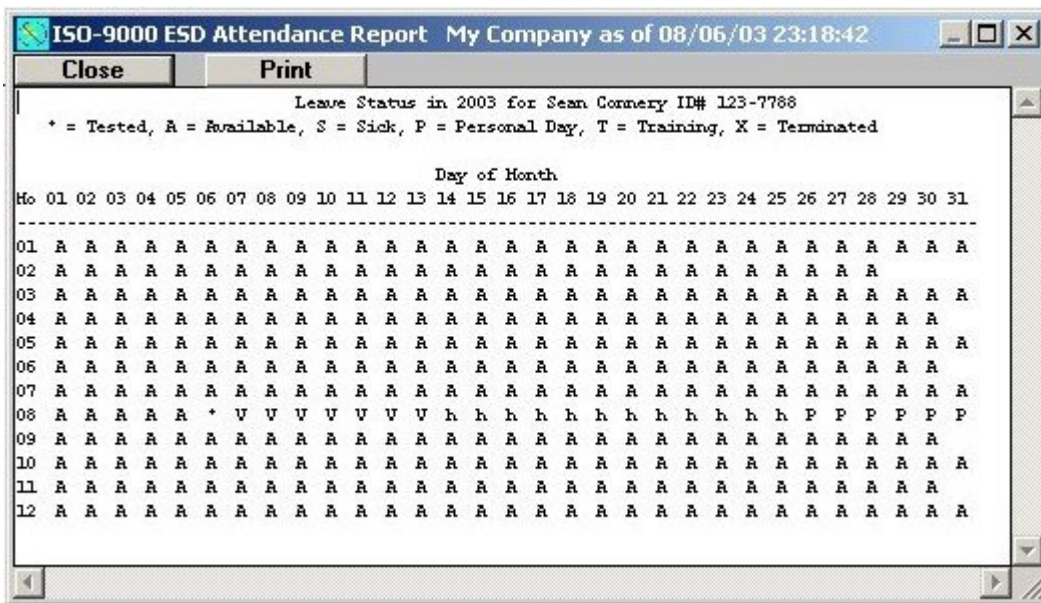 ISO-9000 ESD Attendance Report My Company as of 08/06/03 23:18:42
Close Print
Leave Status in 2003 for Sean Connery ID# 123-7788
* = Tested, A = Available, S = Sick, P = Personal Day, T = Training, X = Terminated
Day of Month
Mo 01 02 03 04 05 06 07 08 09 10 11 12 13 14 15 16 17 18 19 20 21 22 23 24 25 26 27 28 29 30 31
01 A A A A A A A A A A A A A A A A A A A A A A A A A A A A A A A
02 A A A A A A A A A A A A A A A A A A A A A A A A A A A A
03 A A A A A A A A A A A A A A A A A A A A A A A A A A A A A A A
04 A A A A A A A A A A A A A A A A A A A A A A A A A A A A A A
05 A A A A A A A A A A A A A A A A A A A A A A A A A A A A A A A
06 A A A A A A A A A A A A A A A A A A A A A A A A A A A A A A
07 A A A A A A A A A A A A A A A A A A A A A A A A A A A A A A A
08 A A A A A * V V V V V V V h h h h h h h h h h h h P P P P P P
09 A A A A A A A A A A A A A A A A A A A A A A A A A A A A A A
10 A A A A A A A A A A A A A A A A A A A A A A A A A A A A A A A
11 A A A A A A A A A A A A A A A A A A A A A A A A A A A A A A
12 A A A A A A A A A A A A A A A A A A A A A A A A A A A A A A A